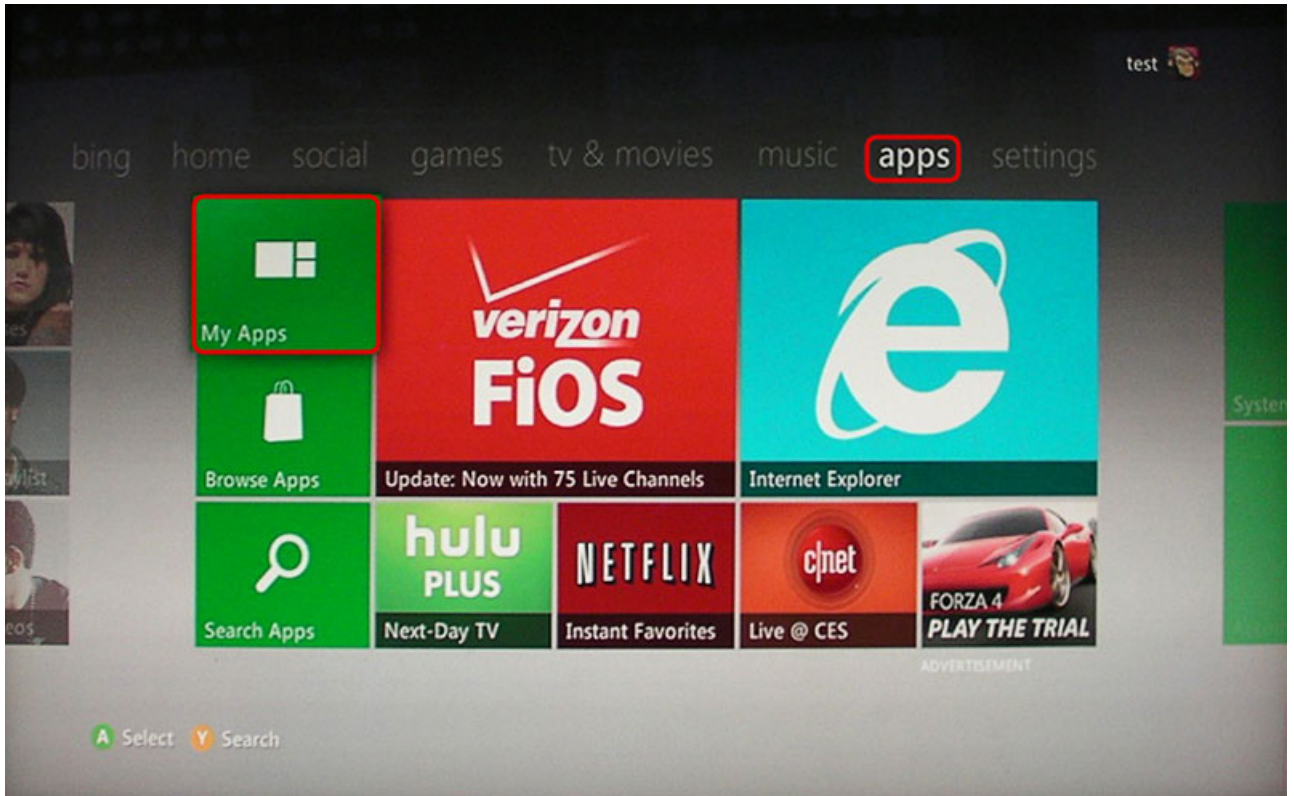 test
bing home social games tv & movies music apps settings
My Apps
verizon
FiOS
Update: Now with 75 Live Channels
Internet Explorer
Browse Apps
Search Apps
hulu
PLUS
Next-Day TV
NETFLIX
Instant Favorites
c|net
Live @ CES
FORZA 4
PLAY THE TRIAL
ADVERTISEMENT
System
A Select Y Search